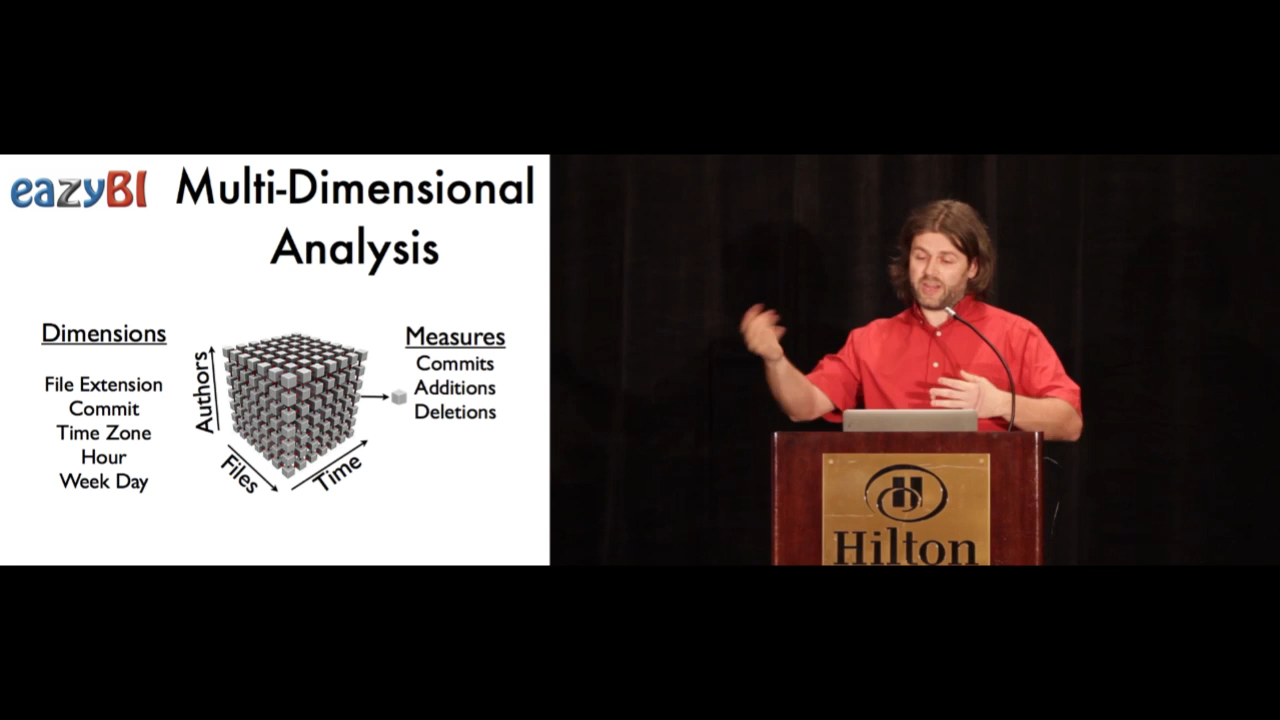 eazyBI
Multi-Dimensional
Analysis
Dimensions
File Extension
Commit
Time Zone
Hour
Week Day
Authors
Files
Time
Measures
Commits
Additions
Deletions
Hilton